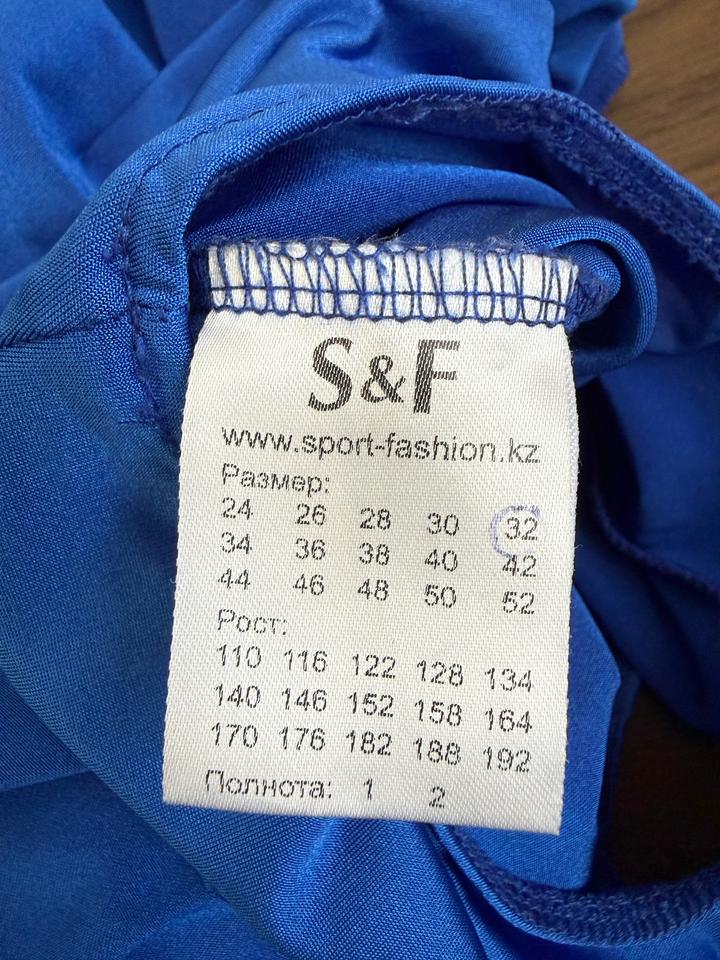 S&F
www.sport-fashion.kz
Размер:
24 26 28 30 32
34 36 38 40 42
44 46 48 50 52
Рост:
110 116 122 128 134
140 146 152 158 164
170 176 182 188 192
Полнота: 1 2